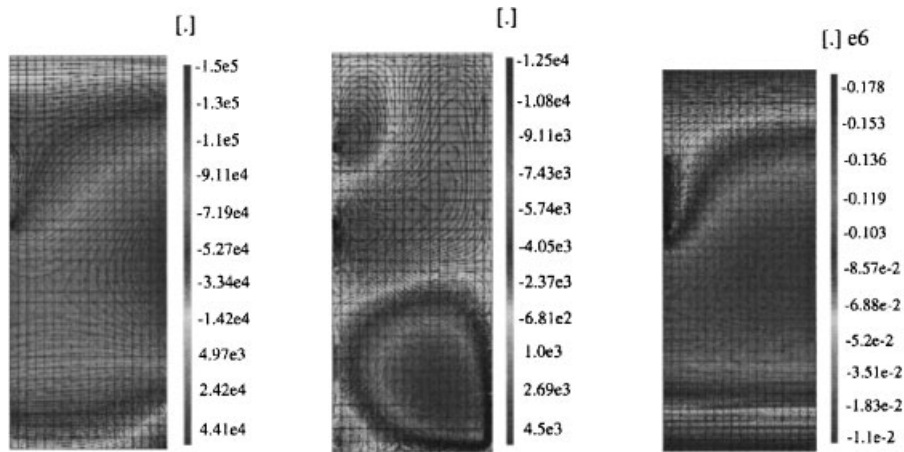 [.]
-1.5e5
-1.3e5
-1.1e5
-9.11e4
-7.19e4
-5.27e4
-3.34e4
-1.42e4
4.97e3
2.42e4
4.41e4
[.]
-1.25e4
-1.08e4
-9.11e3
-7.43e3
-5.74e3
-4.05e3
-2.37e3
-6.81e2
1.0e3
2.69e3
4.5e3
[.] e6
-0.178
-0.153
-0.136
-0.119
-0.103
-8.57e-2
-6.88e-2
-5.2e-2
-3.51e-2
-1.83e-2
-1.1e-2